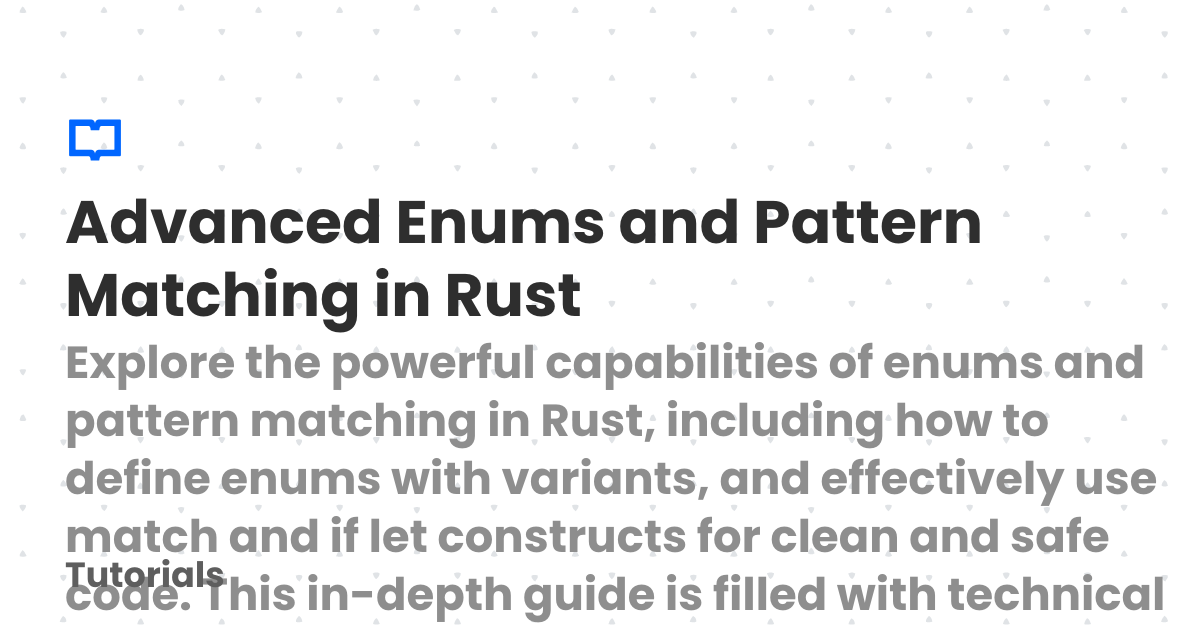 Advanced Enums and Pattern
Matching in Rust
Explore the powerful capabilities of enums and
pattern matching in Rust, including how to
define enums with variants, and effectively use
match and if let constructs for clean and safe
Tutorials
code. This in-depth guide is filled with technical